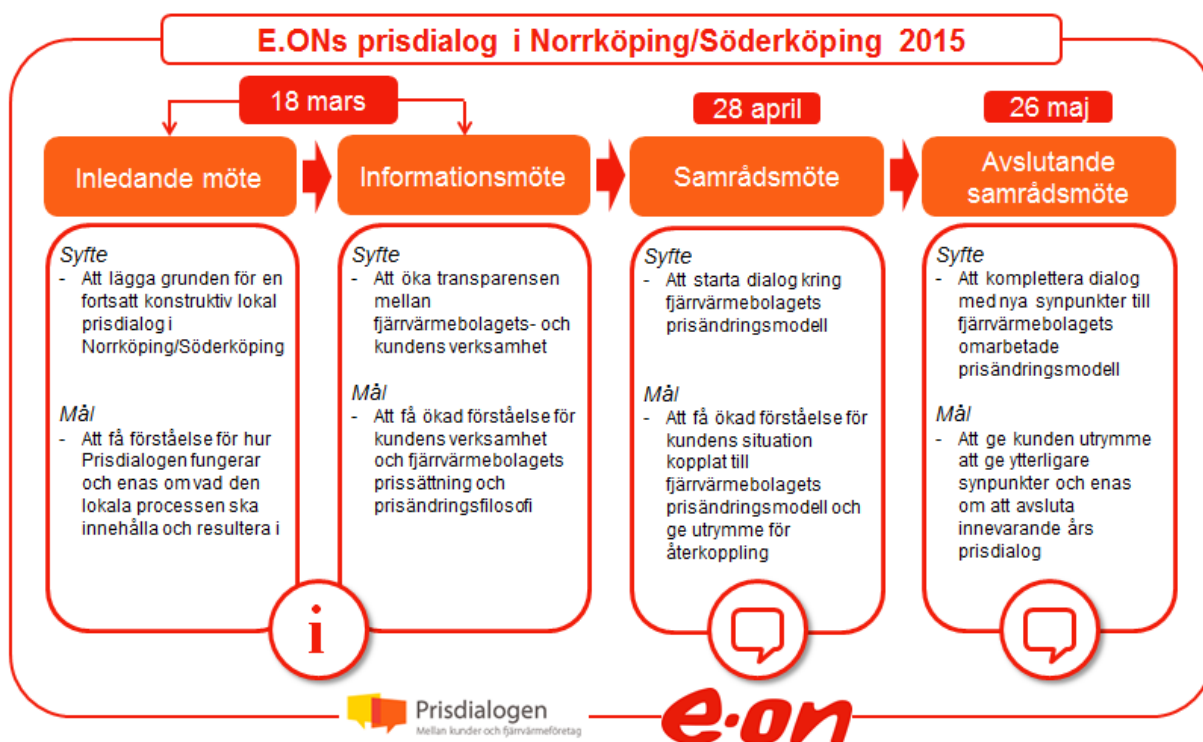 E.ONs prisdialog i Norrköping/Söderköping 2015
18 mars
28 april
26 maj
Inledande möte
Informationsmöte
Samrådsmöte
Avslutande
samrådsmöte
Syfte
- Att lägga grunden för en
fortsatt konstruktiv lokal
prisdialog i
Norrköping/Söderköping
Mål
- Att få förståelse för hur
Prisdialogen fungerar
och enas om vad den
lokala processen ska
innehålla och resultera i
Syfte
- Att öka transparensen
mellan
fjärrvärmebolagets- och
kundens verksamhet
Mål
- Att få ökad förståelse för
kundens verksamhet
och fjärrvärmebolagets
prissättning och
prisändringsfilosofi
Syfte
- Att starta dialog kring
fjärrvärmebolagets
prisändringsmodell
Mål
- Att få ökad förståelse för
kundens situation
kopplat till
fjärrvärmebolagets
prisändringsmodell och
ge utrymme för
återkoppling
Syfte
- Att komplettera dialog
med nya synpunkter till
fjärrvärmebolagets
omarbetade
prisändringsmodell
Mål
- Att ge kunden utrymme
att ge ytterligare
synpunkter och enas
om att avsluta
innevarande års
prisdialog
i
Prisdialogen
Mellan kunder och fjärrvärmeföretag
e·on